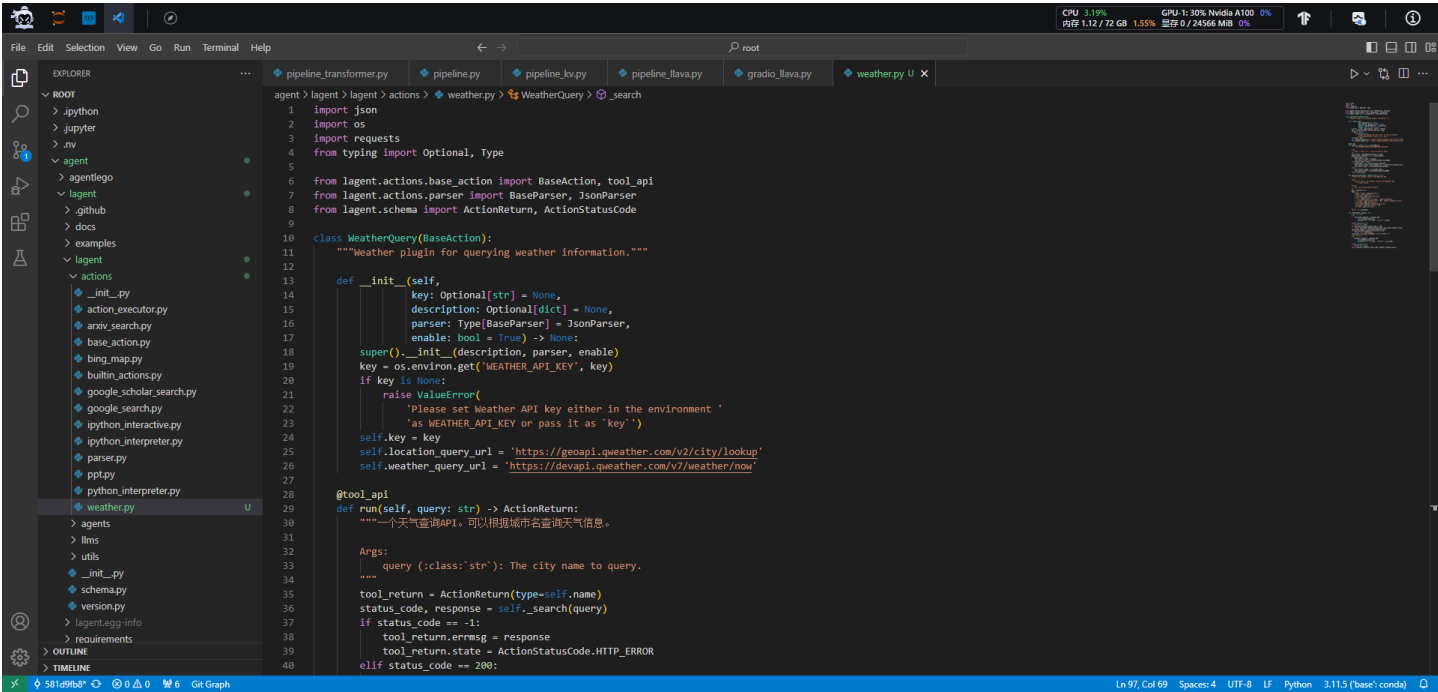 CPU 3.19% GPU-1: 30% Nvidia A100 0%
内存 1.12 / 72 GB 1.55% 显存 0 / 24566 MiB 0%
File Edit Selection View Go Run Terminal Help
root
EXPLORER
pipeline_transformer.py pipeline.py pipeline_kv.py pipeline_llava.py gradio_llava.py weather.py U
agent > lagent > lagent > actions > weather.py > WeatherQuery > _search
ROOT
.ipython
.jupyter
.nv
agent
agentlego
lagent
.github
docs
examples
lagent
actions
__init__.py
action_executor.py
arxiv_search.py
base_action.py
bing_map.py
builtin_actions.py
google_scholar_search.py
google_search.py
ipython_interactive.py
ipython_interpreter.py
parser.py
ppt.py
python_interpreter.py
weather.py U
agents
llms
utils
__init__.py
schema.py
version.py
lagent.egg-info
requirements
OUTLINE
TIMELINE
1 import json
2 import os
3 import requests
4 from typing import Optional, Type
5
6 from lagent.actions.base_action import BaseAction, tool_api
7 from lagent.actions.parser import BaseParser, JsonParser
8 from lagent.schema import ActionReturn, ActionStatusCode
9
10 class WeatherQuery(BaseAction):
11 """Weather plugin for querying weather information."""
12
13 def __init__(self,
14 key: Optional[str] = None,
15 description: Optional[dict] = None,
16 parser: Type[BaseParser] = JsonParser,
17 enable: bool = True) -> None:
18 super().__init__(description, parser, enable)
19 key = os.environ.get('WEATHER_API_KEY', key)
20 if key is None:
21 raise ValueError(
22 'Please set Weather API key either in the environment '
23 'as WEATHER_API_KEY or pass it as `key`')
24 self.key = key
25 self.location_query_url = 'https://geoapi.qweather.com/v2/city/lookup'
26 self.weather_query_url = 'https://devapi.qweather.com/v7/weather/now'
27
28 @tool_api
29 def run(self, query: str) -> ActionReturn:
30 """一个天气查询API。可以根据城市名查询天气信息。
31
32 Args:
33 query (:class:`str`): The city name to query.
34 """
35 tool_return = ActionReturn(type=self.name)
36 status_code, response = self._search(query)
37 if status_code == -1:
38 tool_return.errmsg = response
39 tool_return.state = ActionStatusCode.HTTP_ERROR
40 elif status_code == 200:
581d9fb8* 0 0 6 Git Graph
Ln 97, Col 69 Spaces: 4 UTF-8 LF Python 3.11.5 ('base': conda)